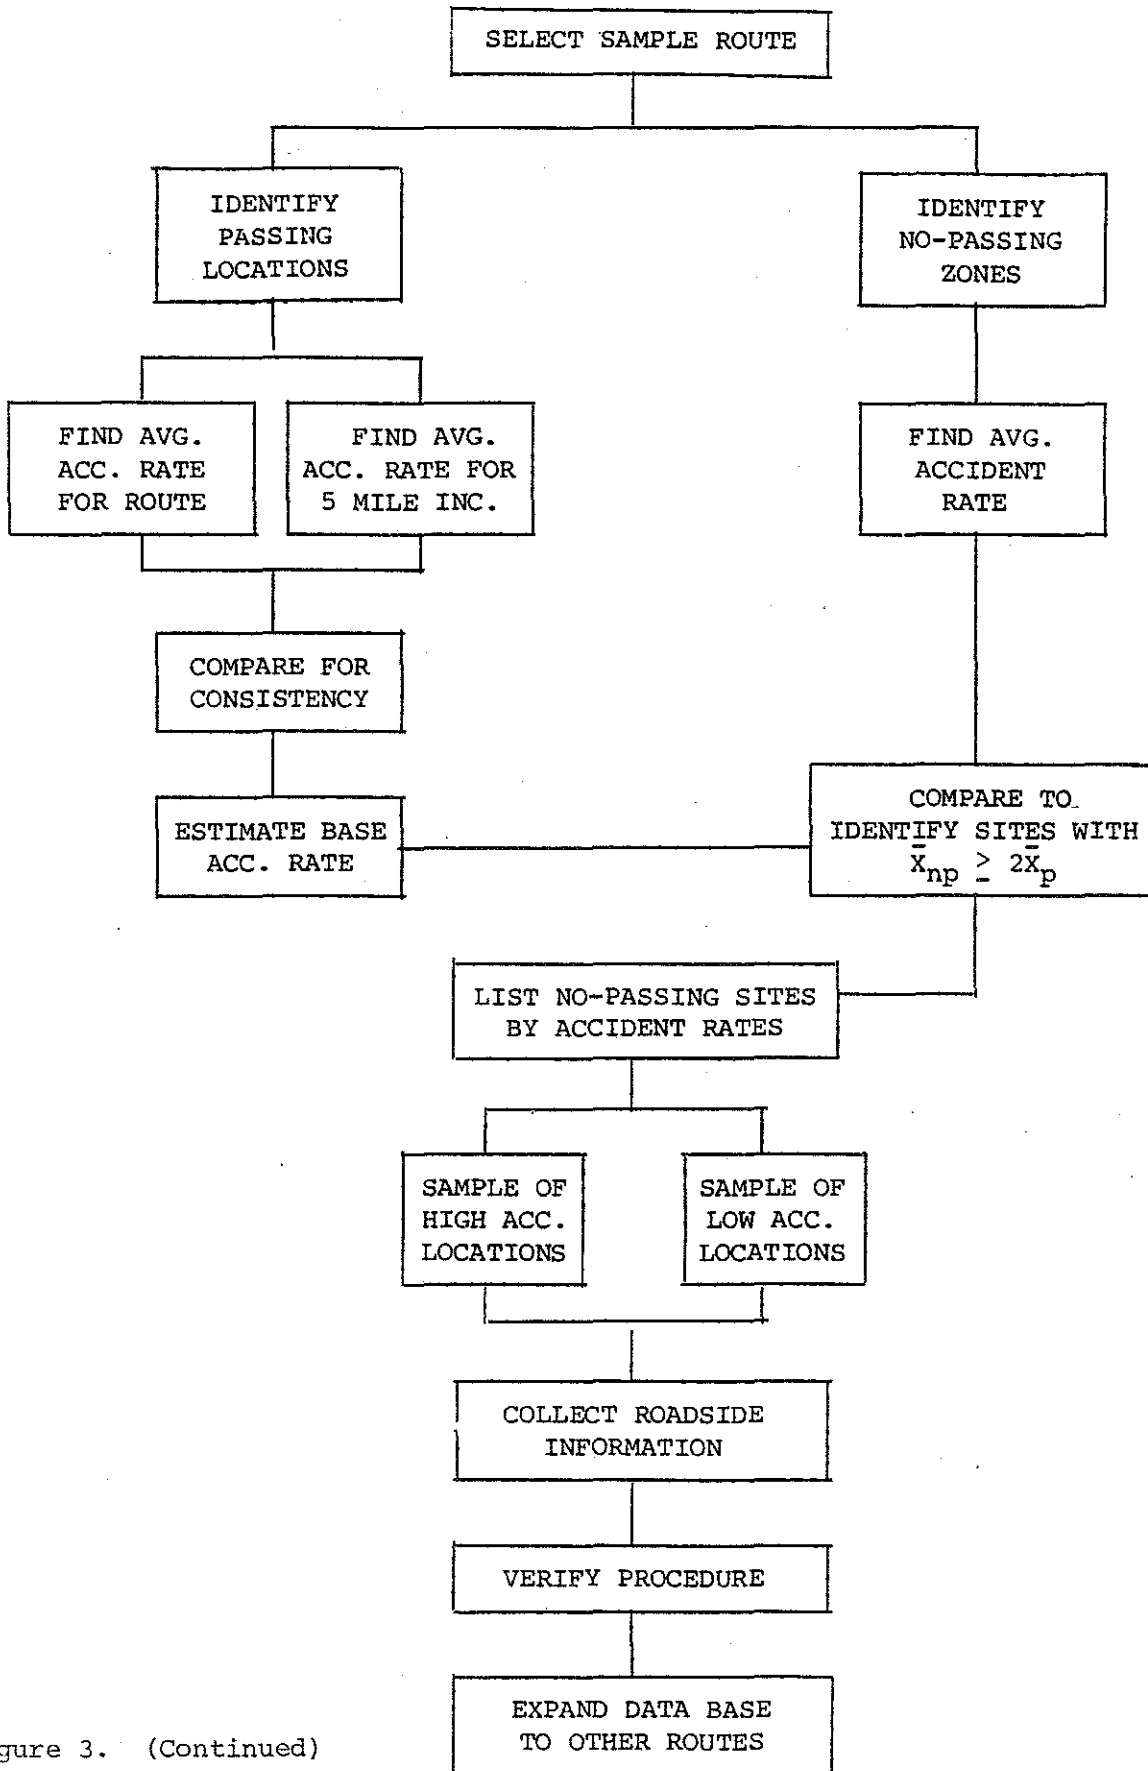 SELECT SAMPLE ROUTE
IDENTIFY
PASSING
LOCATIONS
IDENTIFY
NO-PASSING
ZONES
FIND AVG.
ACC. RATE
FOR ROUTE
FIND AVG.
ACC. RATE FOR
5 MILE INC.
FIND AVG.
ACCIDENT
RATE
COMPARE FOR
CONSISTENCY
ESTIMATE BASE
ACC. RATE
COMPARE TO
IDENTIFY SITES WITH
X̄np ≥ 2X̄p
LIST NO-PASSING SITES
BY ACCIDENT RATES
SAMPLE OF
HIGH ACC.
LOCATIONS
SAMPLE OF
LOW ACC.
LOCATIONS
COLLECT ROADSIDE
INFORMATION
VERIFY PROCEDURE
EXPAND DATA BASE
TO OTHER ROUTES
gure 3. (Continued)